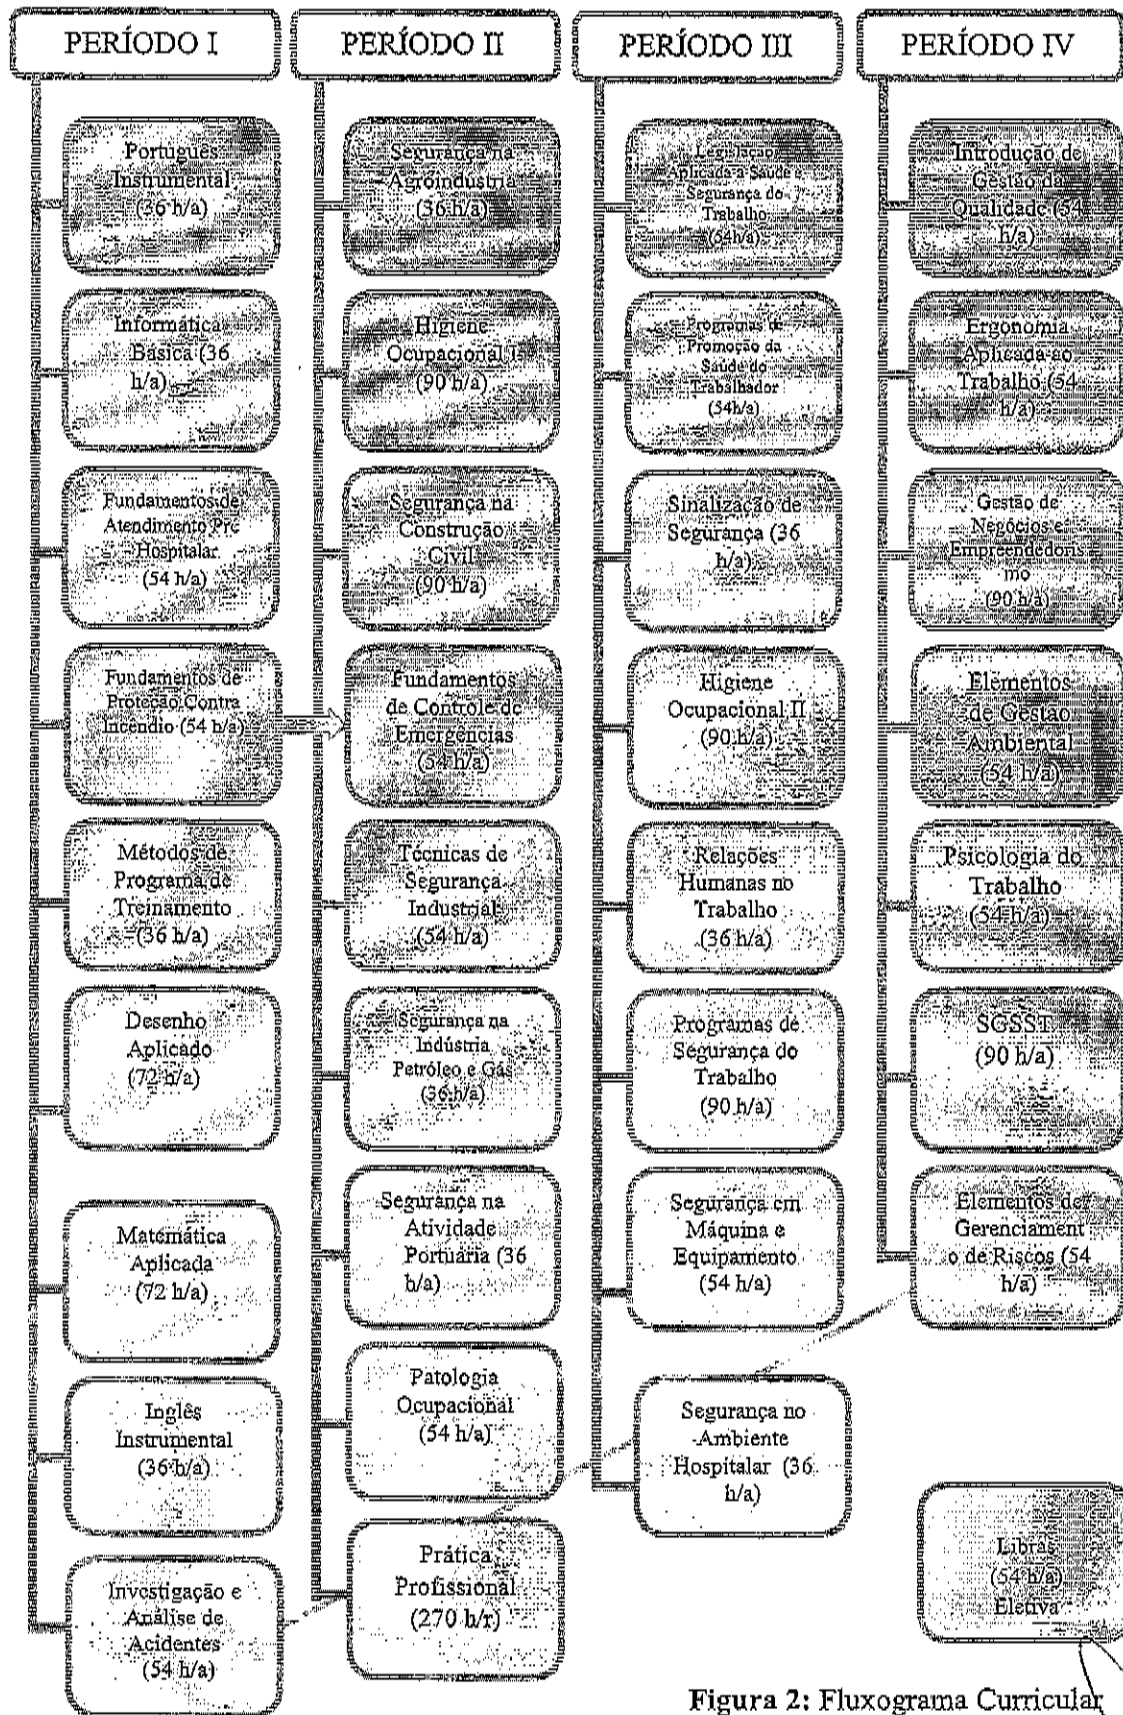 PERÍODO I
Português
Instrumental
(36 h/a)
Informática
Básica (36
h/a)
Fundamentos de
Atendimento Pré
Hospitalar
(54 h/a)
Fundamentos de
Proteção Contra
Incendio (54 h/a)
Métodos de
Programa de
Treinamento
(36 h/a)
Desenho
Aplicado
(72 h/a)
Matemática
Aplicada
(72 h/a)
Inglês
Instrumental
(36 h/a)
Investigação e
Análise de
Acidentes
(54 h/a)
PERÍODO II
Segurança na
Agroindustria
(36 h/a)
Higiene
Ocupacional I
(90 h/a)
Segurança na
Construção
Civil
(90 h/a)
Fundamentos
de Controle de
Emergências
(54 h/a)
Técnicas de
Segurança
Industrial
(54 h/a)
Segurança na
Indústria
Petróleo e Gás
(36 h/a)
Segurança na
Atividade
Portuária (36
h/a)
Patologia
Ocupacional
(54 h/a)
Prática
Profissional
(270 h/r)
PERÍODO III
Legislação
Aplicada a Saúde e
Segurança do
Trabalho
(54h/a)
Programas de
Promoção da
Saúde do
Trabalhador
(54h/a)
Sinalização de
Segurança (36
h/a)
Higiene
Ocupacional II
(90 h/a)
Relações
Humanas no
Trabalho
(36 h/a)
Programas de
Segurança do
Trabalho
(90 h/a)
Segurança em
Máquina e
Equipamento
(54 h/a)
Segurança no
Ambiente
Hospitalar (36
h/a)
PERÍODO IV
Introdução de
Gestão da
Qualidade (54
h/a)
Ergonomia
Aplicada ao
Trabalho (54
h/a)
Gestão de
Negócios e
Empreendedoris
mo
(90 h/a)
Elementos
de Gestão
Ambiental
(54 h/a)
Psicologia do
Trabalho
(54 h/a)
SGSST
(90 h/a)
Elementos de
Gerenciament
o de Riscos (54
h/a)
Libras
(54 h/a)
Eletiva
Figura 2: Fluxograma Curricular